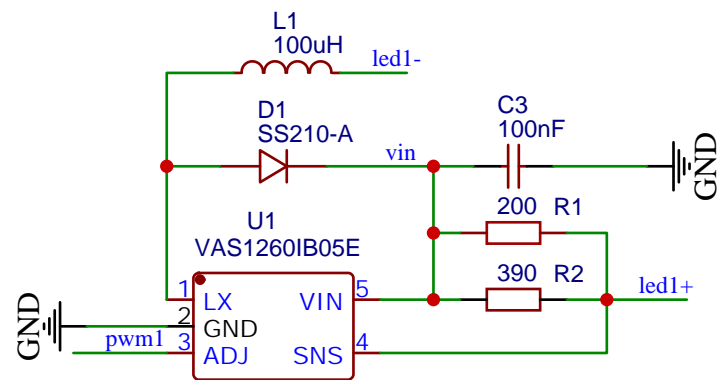 L1
100uH
led1-
D1
SS210-A
vin
C3
100nF
GND
200 R1
U1
VAS1260IB05E
390 R2
led1+
1 LX VIN 5
GND 2 GND
pwm1 3 ADJ SNS 4